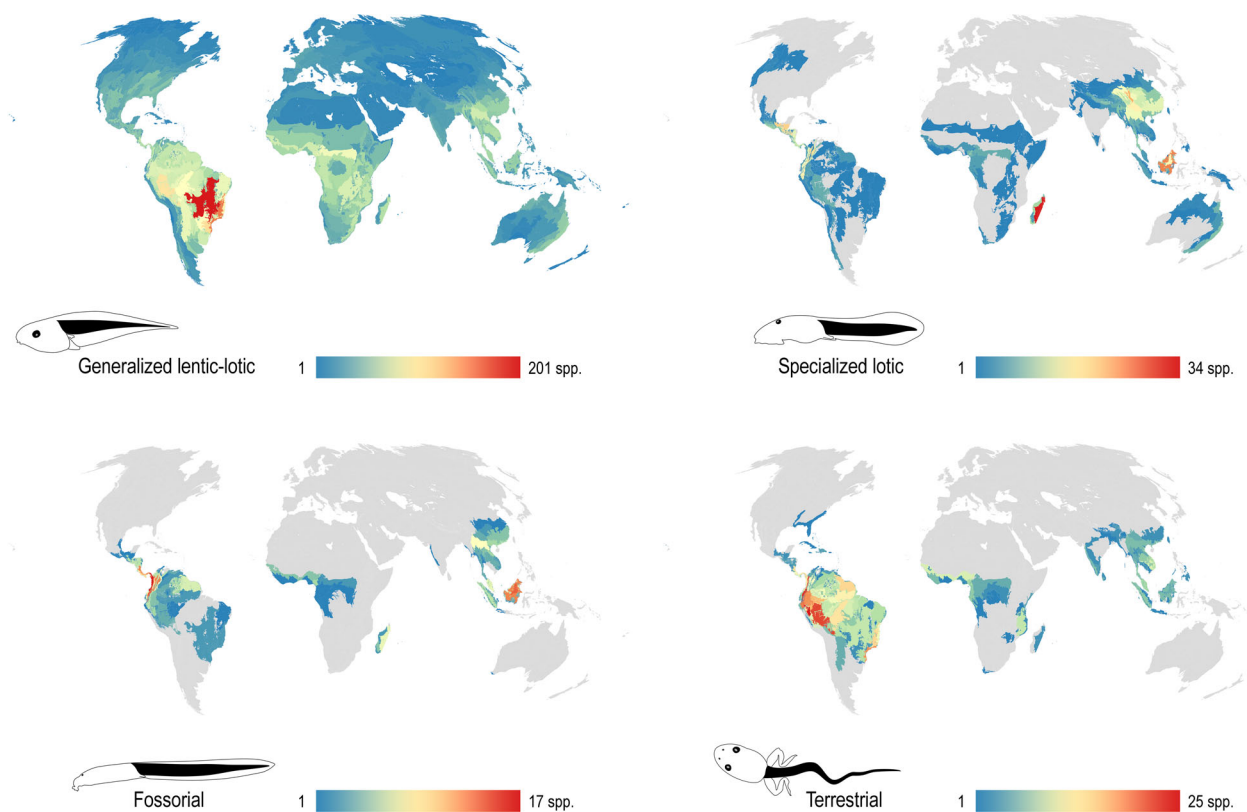 Generalized lentic-lotic
1
201 spp.
Specialized lotic
1
34 spp.
Fossorial
1
17 spp.
Terrestrial
1
25 spp.